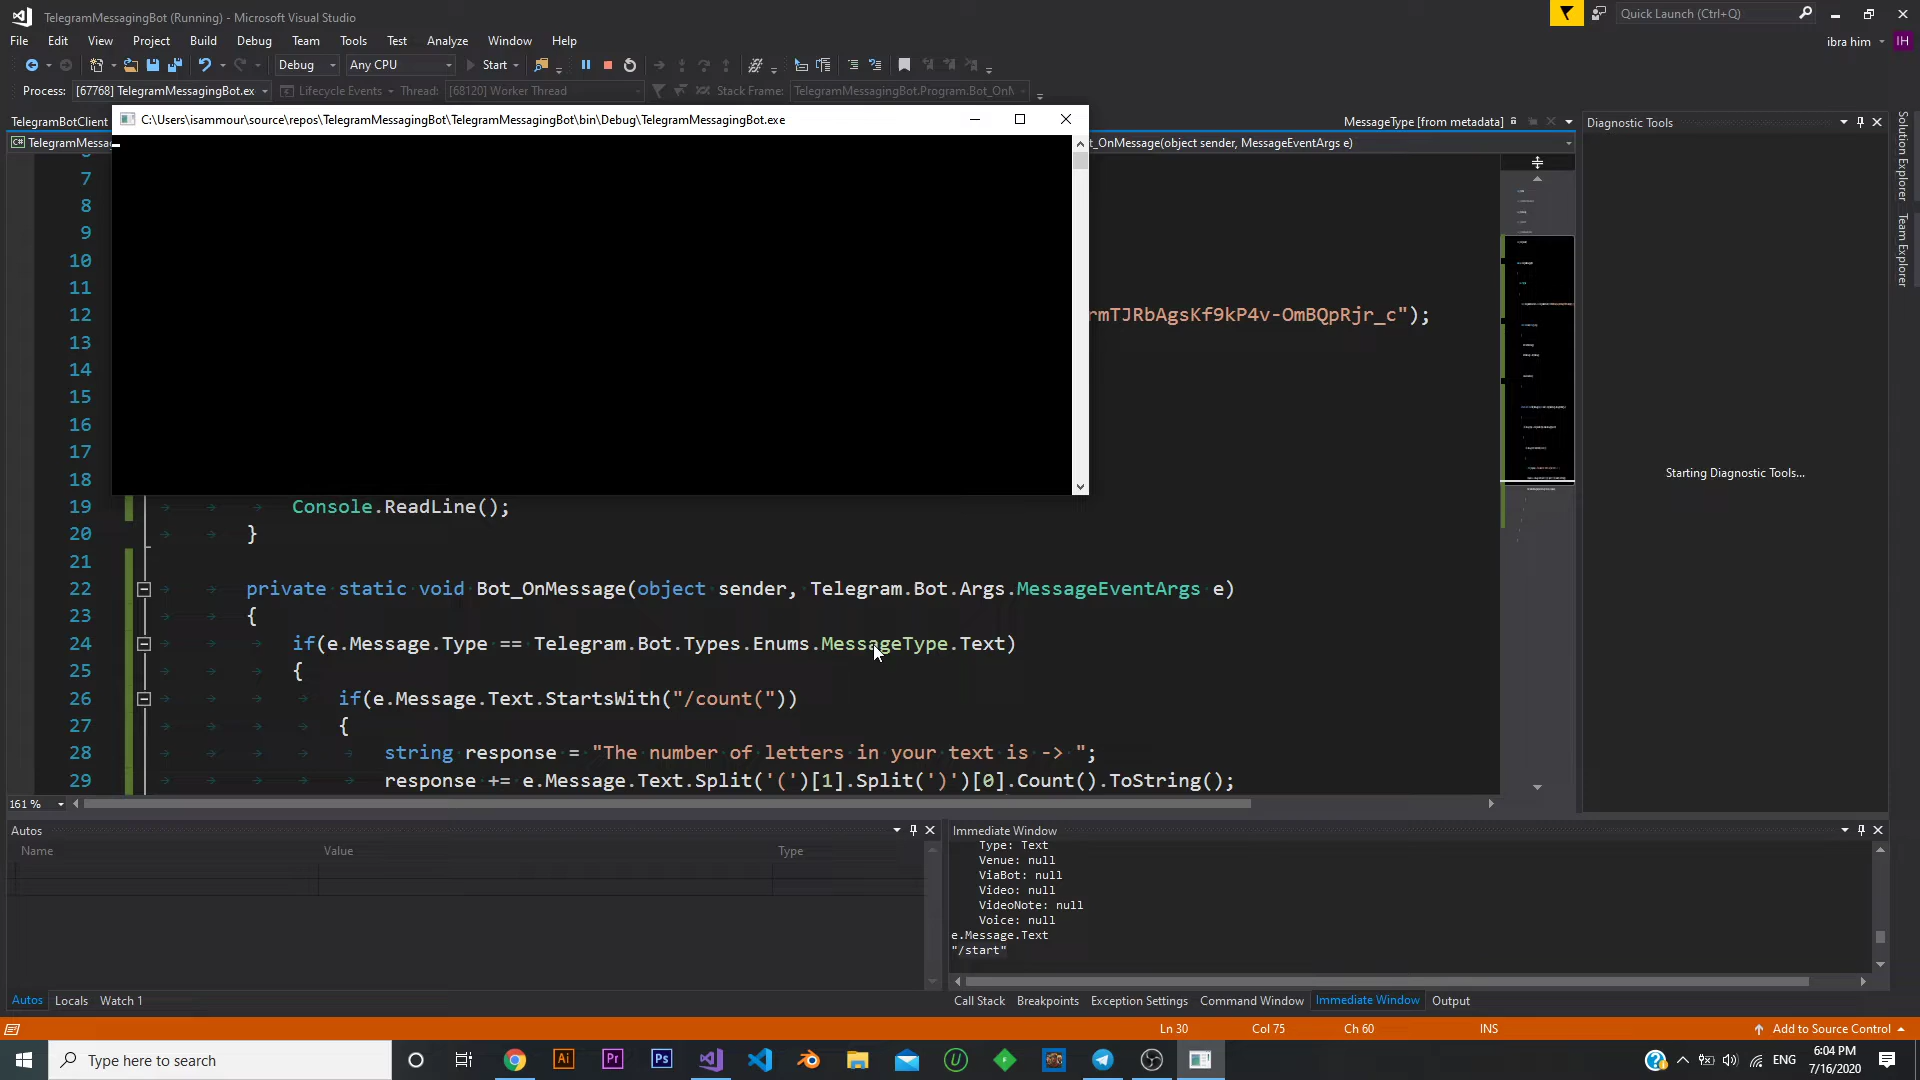 TelegramMessagingBot (Running) - Microsoft Visual Studio
Quick Launch (Ctrl+Q)
File Edit View Project Build Debug Team Tools Test Analyze Window Help
ibra him IH
Debug Any CPU Start
Process: [67768] TelegramMessagingBot.ex Lifecycle Events Thread: [68120] Worker Thread Stack Frame: TelegramMessagingBot.Program.Bot_OnM
TelegramBotClient
C:\Users\isammour\source\repos\TelegramMessagingBot\TelegramMessagingBot\bin\Debug\TelegramMessagingBot.exe
MessageType [from metadata]
Diagnostic Tools
C# TelegramMessa
t_OnMessage(object sender, MessageEventArgs e)
Solution Explorer
Team Explorer
7
8
9
10
11
12 rmTJRbAgsKf9kP4v-OmBQpRjr_c");
13
14
15
16
17
18
19 Console.ReadLine();
20 }
21
22 private static void Bot_OnMessage(object sender, Telegram.Bot.Args.MessageEventArgs e)
23 {
24 if(e.Message.Type == Telegram.Bot.Types.Enums.MessageType.Text)
25 {
26 if(e.Message.Text.StartsWith("/count("))
27 {
28 string response = "The number of letters in your text is -> ";
29 response += e.Message.Text.Split('(')[1].Split(')')[0].Count().ToString();
Starting Diagnostic Tools...
161 %
Autos
Name Value Type
Immediate Window
Type: Text
Venue: null
ViaBot: null
Video: null
VideoNote: null
Voice: null
e.Message.Text
"/start"
Autos Locals Watch 1
Call Stack Breakpoints Exception Settings Command Window Immediate Window Output
Ln 30 Col 75 Ch 60 INS Add to Source Control
Type here to search
Ai Pr Ps
ENG
6:04 PM
7/16/2020